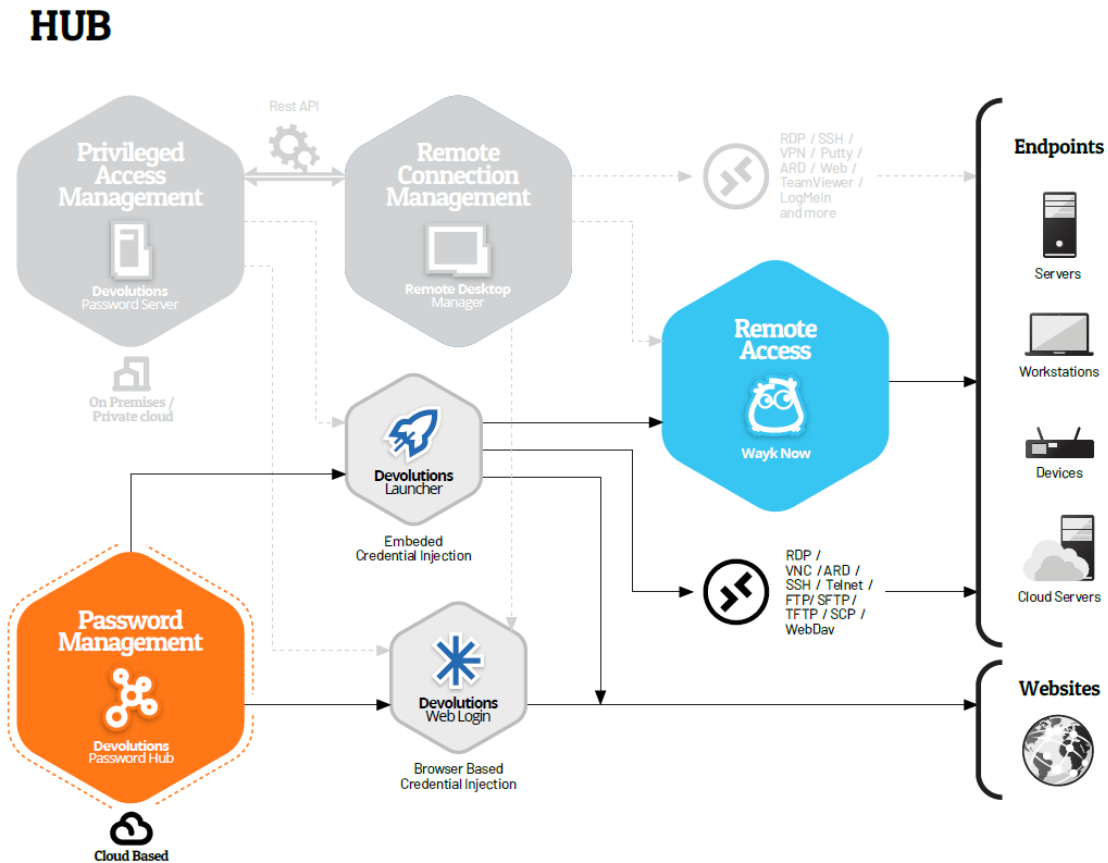 HUB
Rest API
Privileged
Access
Management
Devolutions
Password Server
On Premises /
Private cloud
Remote
Connection
Management
Remote Desktop
Manager
RDP / SSH /
VPN / Putty /
ARD / Web /
TeamViewer /
LogMeIn
and more
Remote
Access
Wayk Now
Devolutions
Launcher
Embeded
Credential Injection
RDP /
VNC / ARD /
SSH / Telnet /
FTP/ SFTP /
TFTP / SCP /
WebDav
Password
Management
Devolutions
Password Hub
Cloud Based
Devolutions
Web Login
Browser Based
Credential Injection
Endpoints
Servers
Workstations
Devices
Cloud Servers
Websites